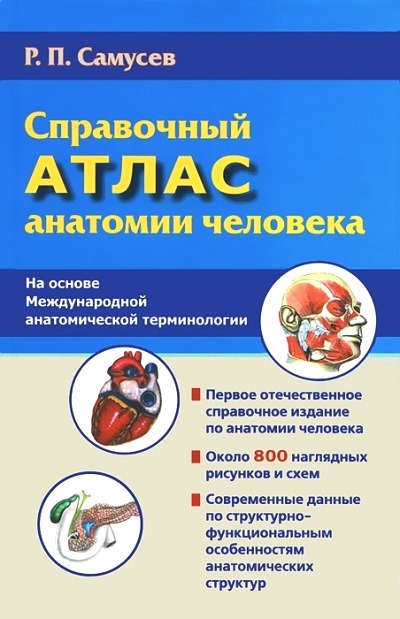 Р. П. Самусев
Справочный
АТЛАС
анатомии человека
На основе
Международной
анатомической терминологии
Первое отечественное
справочное издание
по анатомии человека
Около 800 наглядных
рисунков и схем
Современные данные
по структурно-
функциональным
особенностям
анатомических
структур